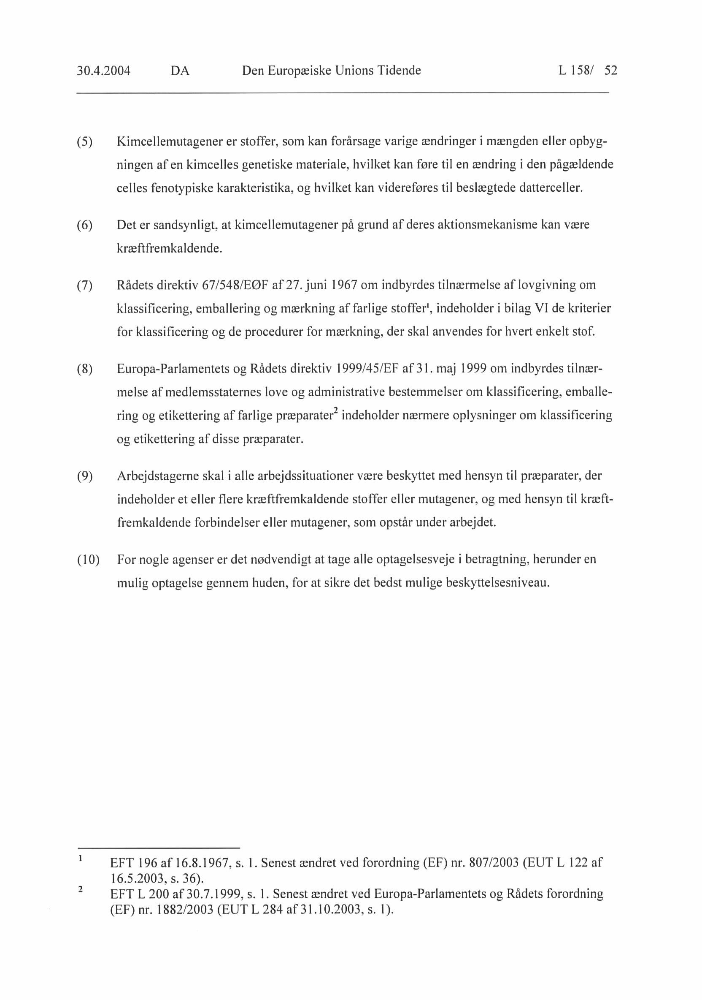 30.4.2004 DA Den Europæiske Unions Tidende L 158/ 52
(5) Kimcellemutagener er stoffer, som kan forårsage varige ændringer i mængden eller opbyg-
ningen af en kimcelles genetiske materiale, hvilket kan føre til en ændring i den pågældende
celles fenotypiske karakteristika, og hvilket kan videreføres til beslægtede datterceller.
(6) Det er sandsynligt, at kimcellemutagener på grund af deres aktionsmekanisme kan være
kræftfremkaldende.
(7) Rådets direktiv 67/548/EØF af 27. juni 1967 om indbyrdes tilnærmelse af lovgivning om
klassificering, emballering og mærkning af farlige stoffer¹, indeholder i bilag VI de kriterier
for klassificering og de procedurer for mærkning, der skal anvendes for hvert enkelt stof.
(8) Europa-Parlamentets og Rådets direktiv 1999/45/EF af 31. maj 1999 om indbyrdes tilnær-
melse af medlemsstaternes love og administrative bestemmelser om klassificering, emballe-
ring og etikettering af farlige præparater² indeholder nærmere oplysninger om klassificering
og etikettering af disse præparater.
(9) Arbejdstagerne skal i alle arbejdssituationer være beskyttet med hensyn til præparater, der
indeholder et eller flere kræftfremkaldende stoffer eller mutagener, og med hensyn til kræft-
fremkaldende forbindelser eller mutagener, som opstår under arbejdet.
(10) For nogle agenser er det nødvendigt at tage alle optagelsesveje i betragtning, herunder en
mulig optagelse gennem huden, for at sikre det bedst mulige beskyttelsesniveau.
¹ EFT 196 af 16.8.1967, s. 1. Senest ændret ved forordning (EF) nr. 807/2003 (EUT L 122 af
16.5.2003, s. 36).
² EFT L 200 af 30.7.1999, s. 1. Senest ændret ved Europa-Parlamentets og Rådets forordning
(EF) nr. 1882/2003 (EUT L 284 af 31.10.2003, s. 1).